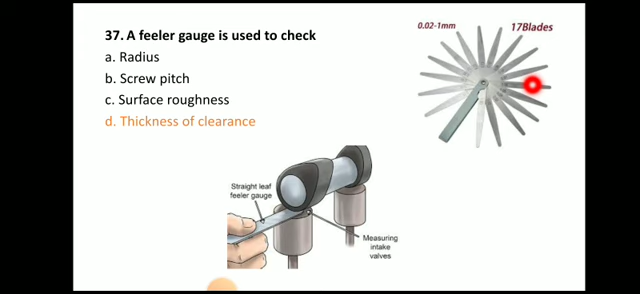 37. A feeler gauge is used to check
a. Radius
b. Screw pitch
c. Surface roughness
d. Thickness of clearance
0.02-1mm
17Blades
Straight leaf
feeler gauge
Measuring
intake
valves